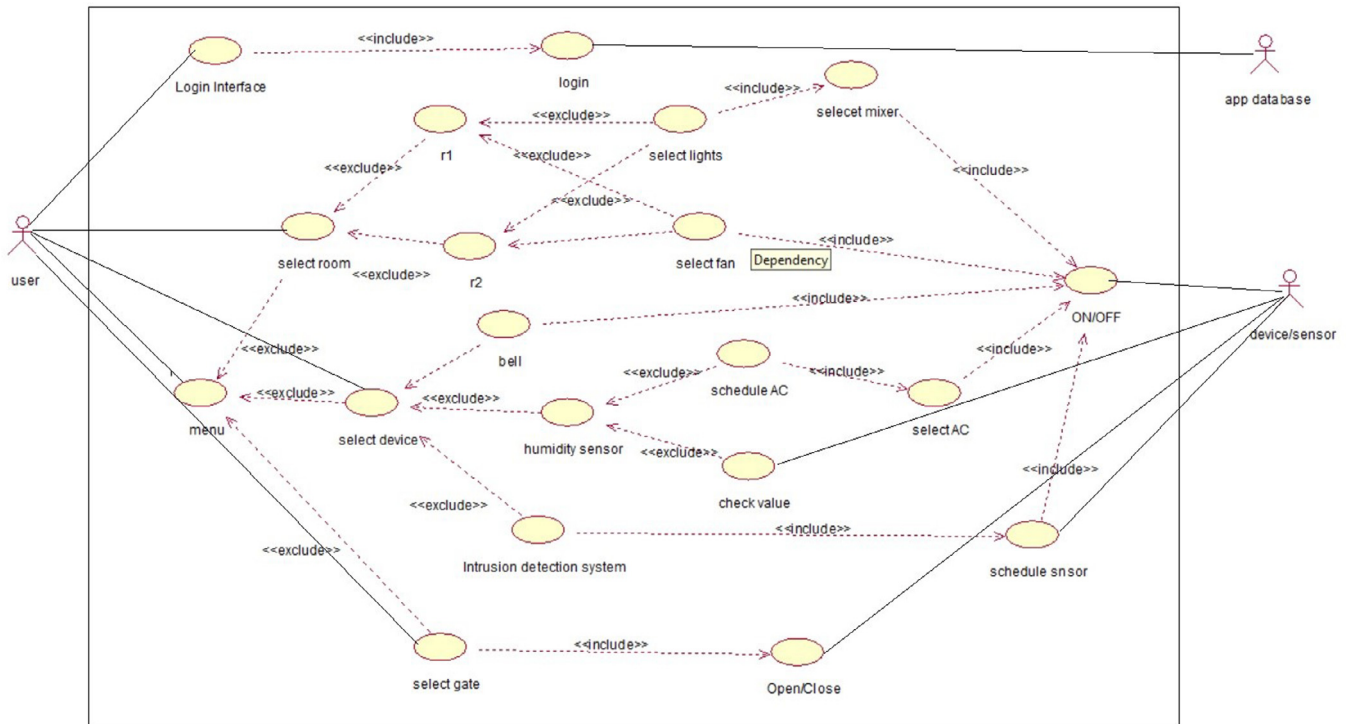 <<include>>
Login Interface
login
app database
<<include>>
selecet mixer
<<exclude>>
r1
select lights
<<exclude>>
<<exclude>>
<<include>>
<<exclude>>
user
select room
<<exclude>>
r2
select fan
<<include>>
Dependency
<<include>>
ON/OFF
device/sensor
bell
<<exclude>>
<<include>>
<<exclude>>
schedule AC
<<include>>
<<exclude>>
<<exclude>>
menu
select device
humidity sensor
select AC
<<exclude>>
check value
<<include>>
<<exclude>>
<<include>>
Intrusion detection system
schedule snsor
<<exclude>>
<<include>>
select gate
Open/Close